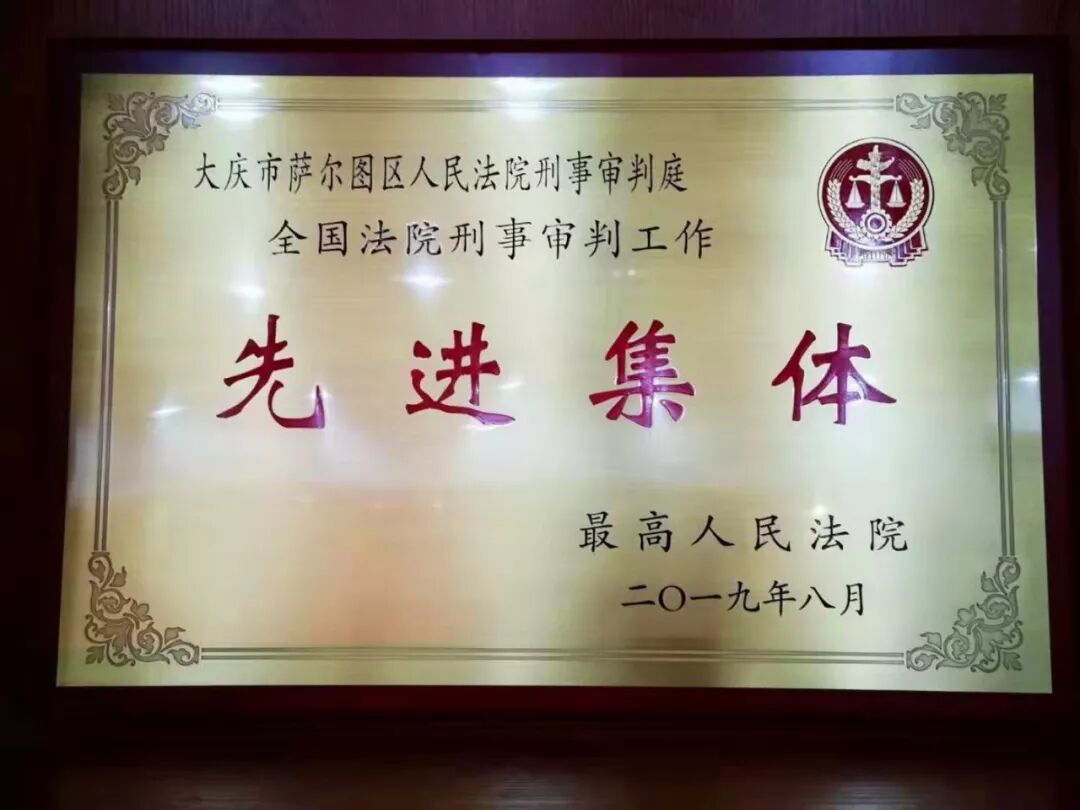 大庆市萨尔图区人民法院刑事审判庭
全国法院刑事审判工作
先进集体
最高人民法院
二〇一九年八月